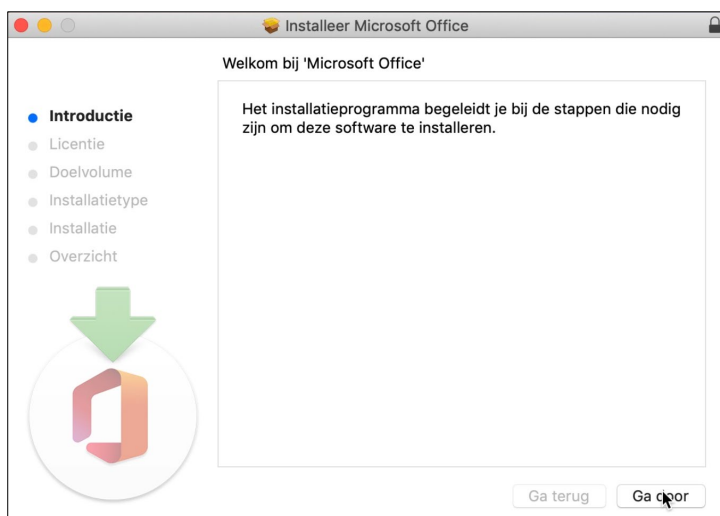 Installeer Microsoft Office
Welkom bij 'Microsoft Office'
Introductie
Licentie
Doelvolume
Installatietype
Installatie
Overzicht
Het installatieprogramma begeleidt je bij de stappen die nodig
zijn om deze software te installeren.
Ga terug
Ga door